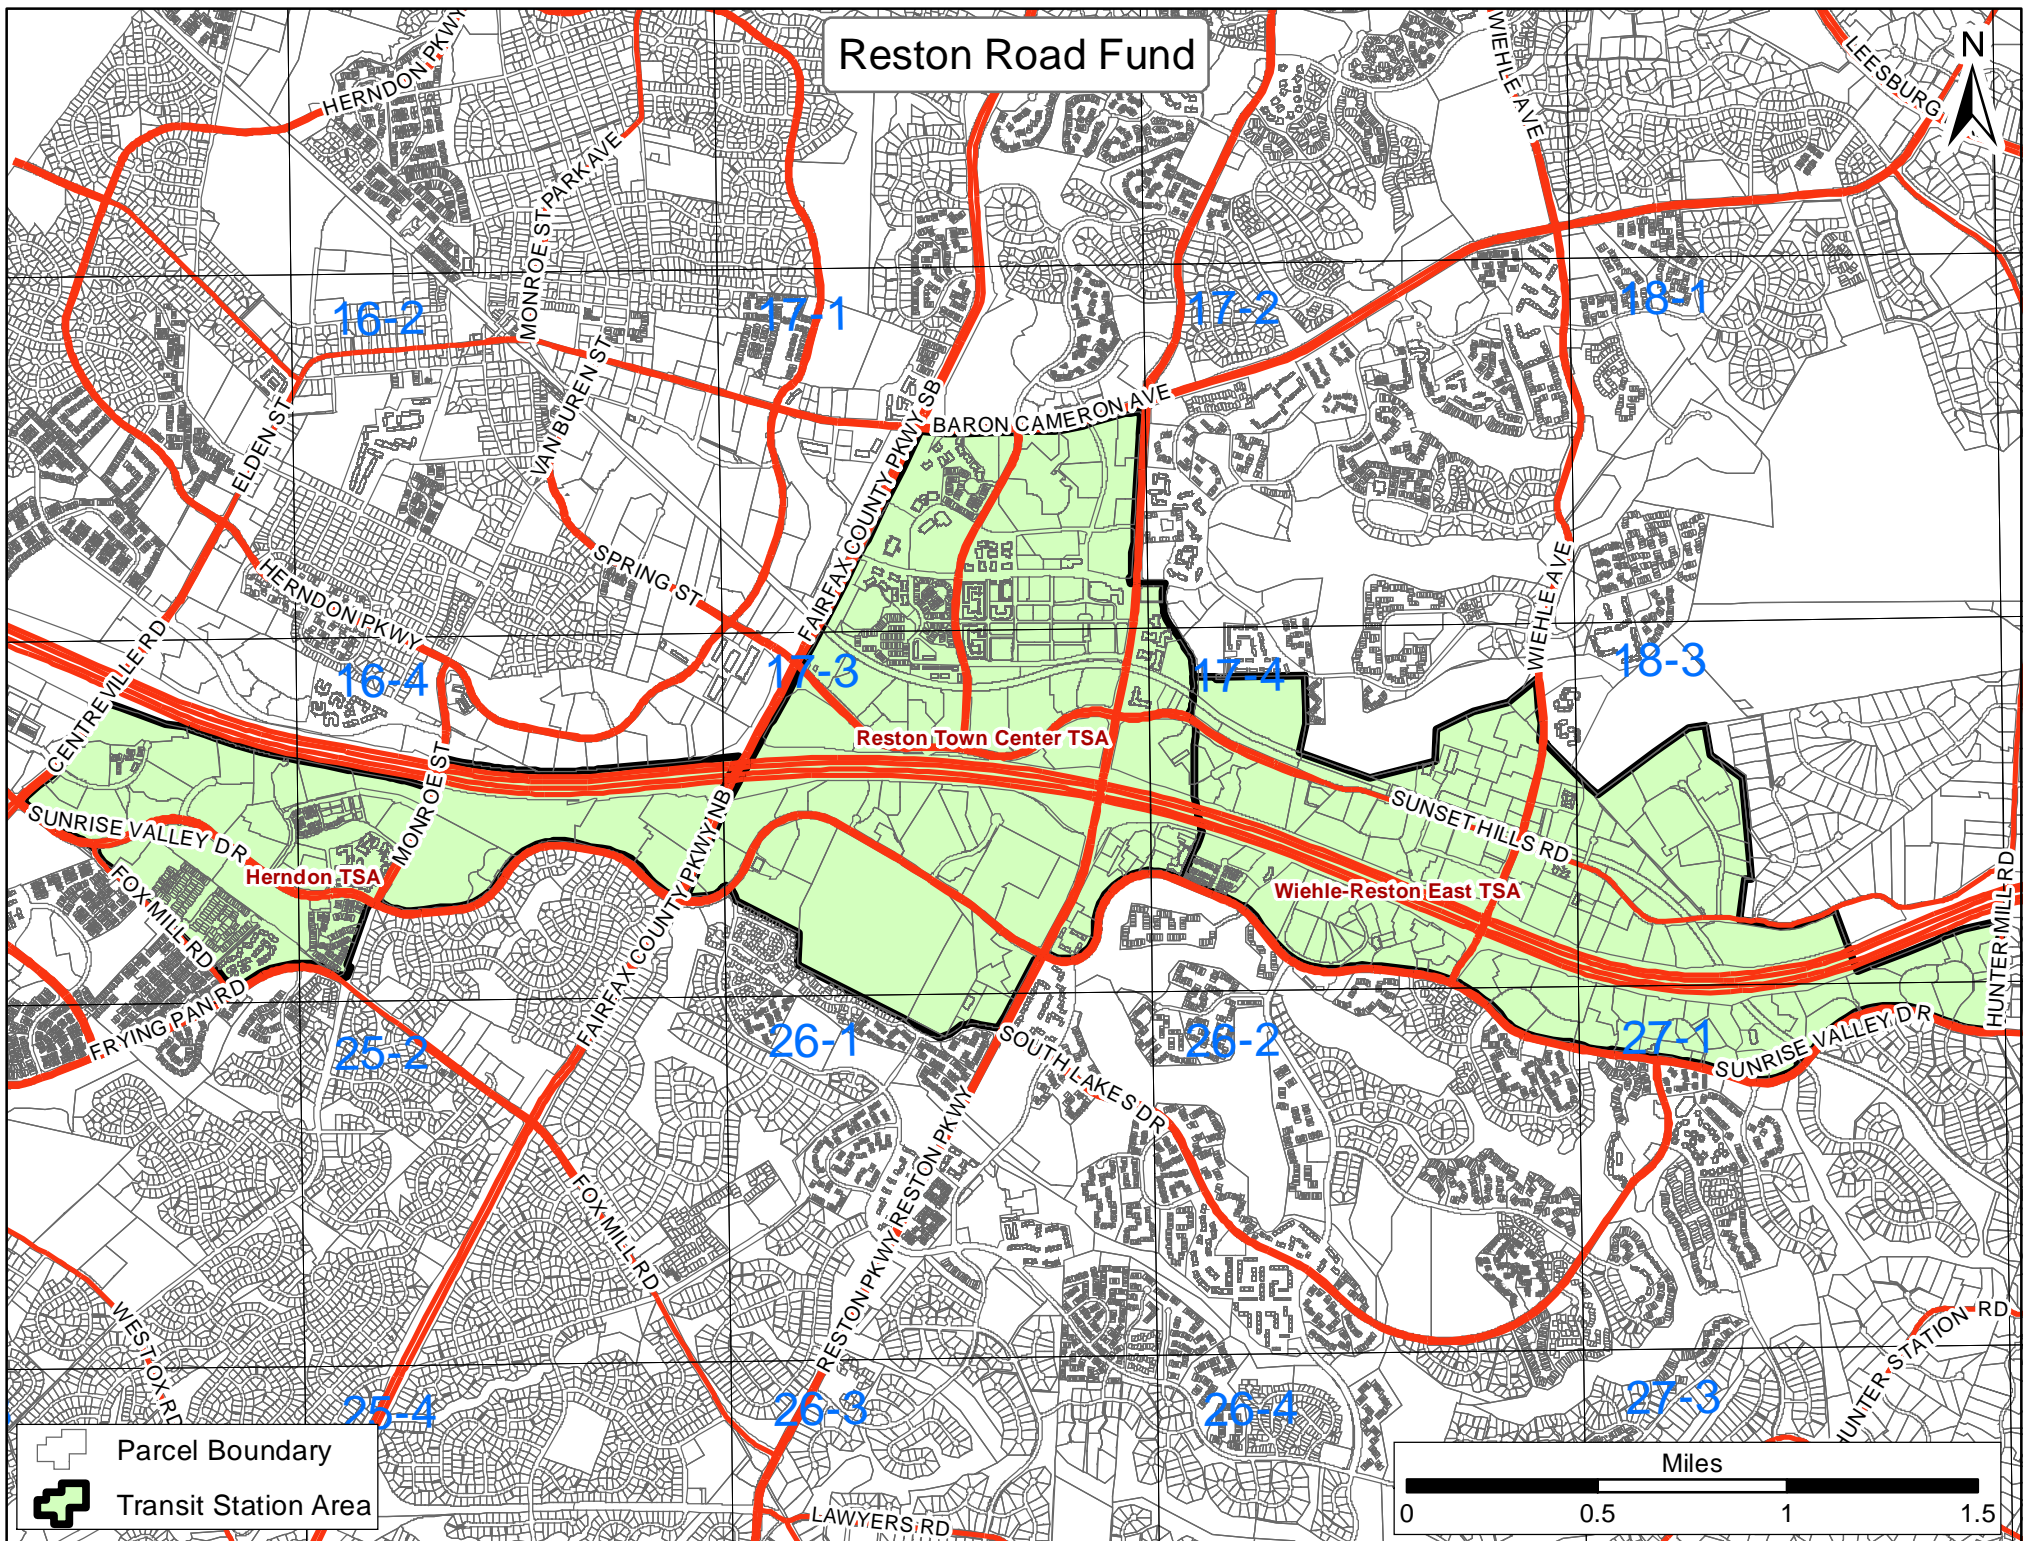 Reston Road Fund
N
HERNDON PKWY
WIEHLE AVE
LEESBURG
MONROE ST PARK AVE
MONROE ST
16-2
17-1
17-2
18-1
VAN BUREN ST
ELDEN ST
FAIRFAX COUNTY PKWY SB
BARON CAMERON AVE
SPRING ST
HERNDON PKWY
WIEHLE AVE
CENTREVILLE RD
16-4
17-3
17-4
18-3
Reston Town Center TSA
MONROE ST
SUNRISE VALLEY DR
Herndon TSA
FAIRFAX COUNTY PKWY NB
SUNSET HILLS RD
Wiehle-Reston East TSA
HUNTER MILL RD
FOX MILL RD
FRYING PAN RD
25-2
26-1
26-2
27-1
SUNRISE VALLEY DR
SOUTH LAKES DR
RESTON PKWY
RESTON PKWY
FOX MILL RD
WEST OX RD
HUNTER STATION RD
25-4
26-3
26-4
27-3
LAWYERS RD
Parcel Boundary
Transit Station Area
Miles
0 0.5 1 1.5